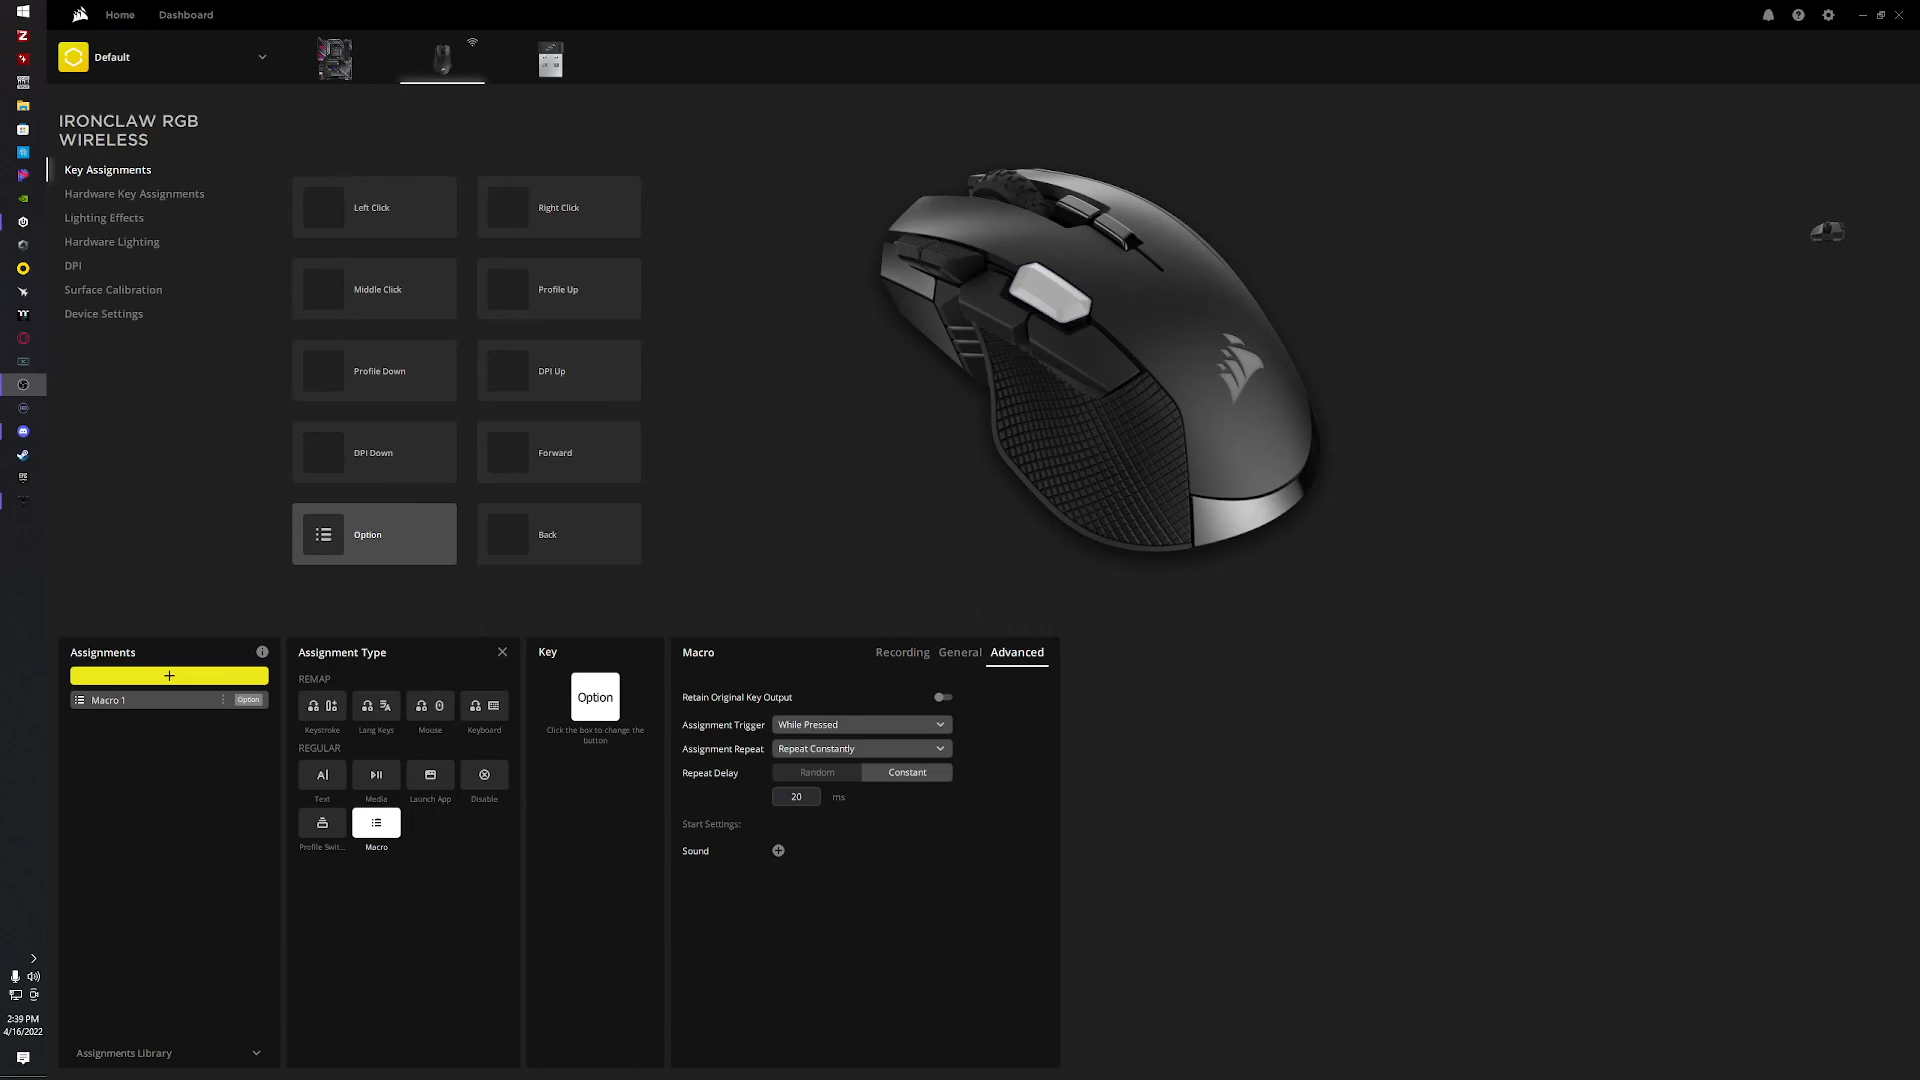 Home
Dashboard
Default
IRONCLAW RGB
WIRELESS
Key Assignments
Hardware Key Assignments
Lighting Effects
Hardware Lighting
DPI
Surface Calibration
Device Settings
Left Click
Right Click
Middle Click
Profile Up
Profile Down
DPI Up
DPI Down
Forward
Option
Back
Assignments
Macro 1
Option
Assignments Library
Assignment Type
REMAP
Keystroke
Lang Keys
Mouse
Keyboard
REGULAR
Text
Media
Launch App
Disable
Profile Swit...
Macro
Key
Option
Click the box to change the
button
Macro
Recording
General
Advanced
Retain Original Key Output
Assignment Trigger
While Pressed
Assignment Repeat
Repeat Constantly
Repeat Delay
Random
Constant
20
ms
Start Settings:
Sound
2:39 PM
4/16/2022